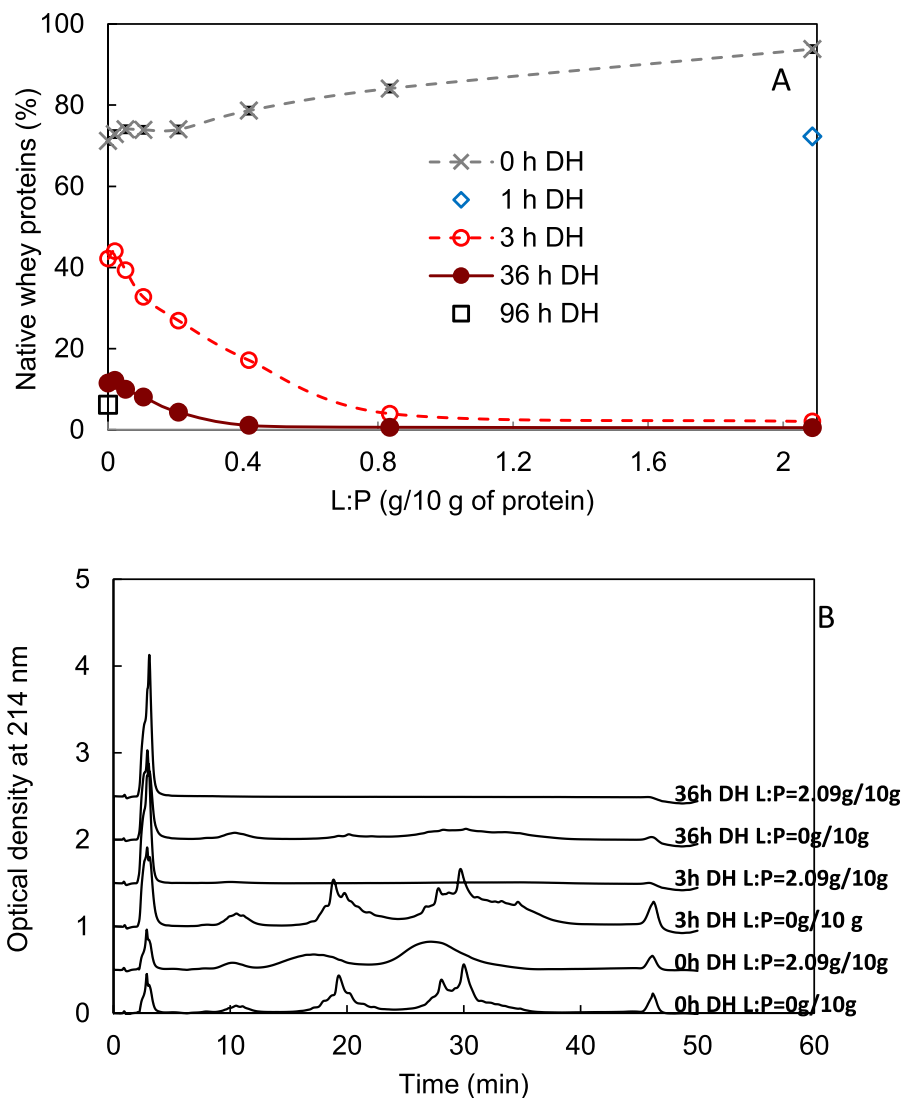 100
80
60
40
20
0
Native whey proteins (%)
A
0 h DH
1 h DH
3 h DH
36 h DH
96 h DH
0 0.4 0.8 1.2 1.6 2
L:P (g/10 g of protein)
5
4
3
2
1
0
Optical density at 214 nm
B
36h DH L:P=2.09g/10g
36h DH L:P=0g/10g
3h DH L:P=2.09g/10g
3h DH L:P=0g/10 g
0h DH L:P=2.09g/10g
0h DH L:P=0g/10g
0 10 20 30 40 50 60
Time (min)